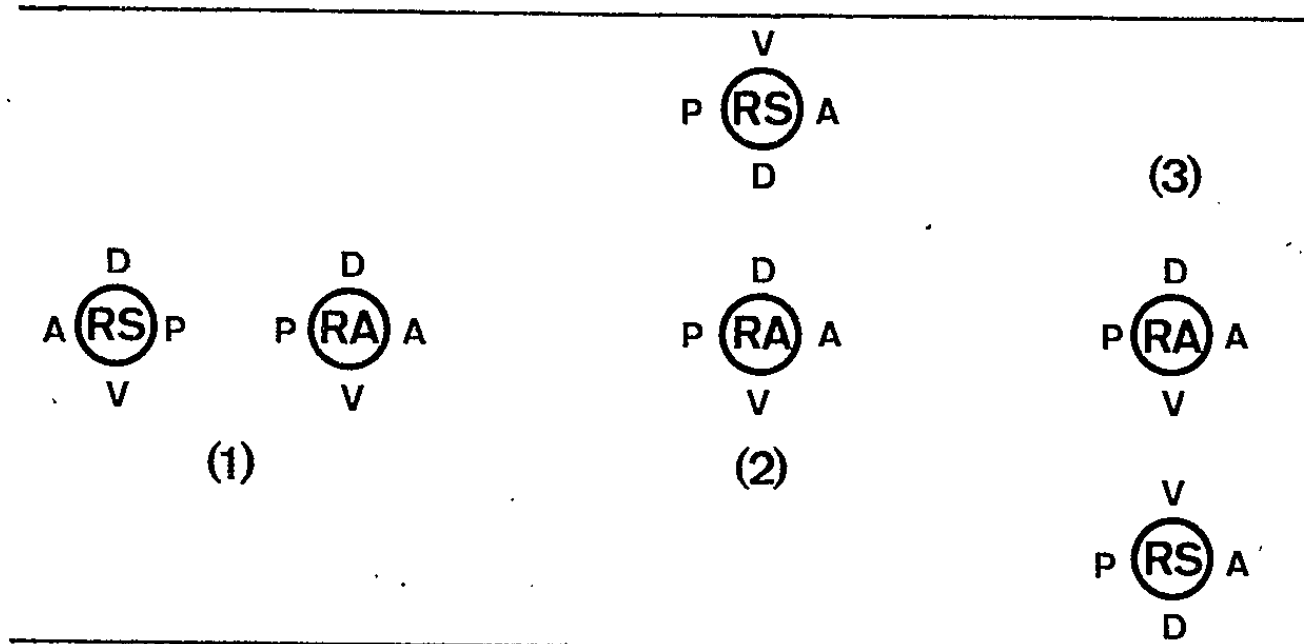 V
P RS A
D
(3)
D D D D
A RS P P RA A P RA A P RA A
V V V V
(1) (2)
V
P RS A
D